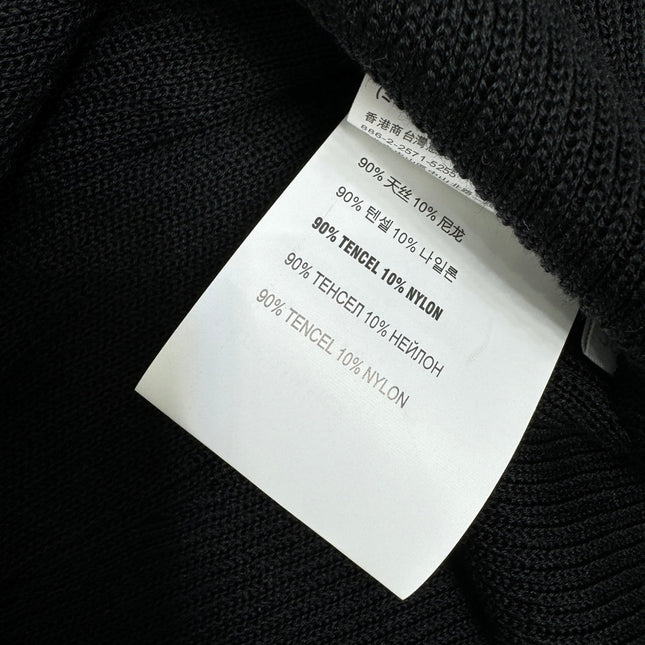 香港商台灣
886-2-2571-5255
90% 天丝 10% 尼龙
90% 텐셀 10% 나일론
90% TENCEL 10% NYLON
90% ТЕНСЕЛ 10% НЕЙЛОН
90% TENCEL 10% NYLON